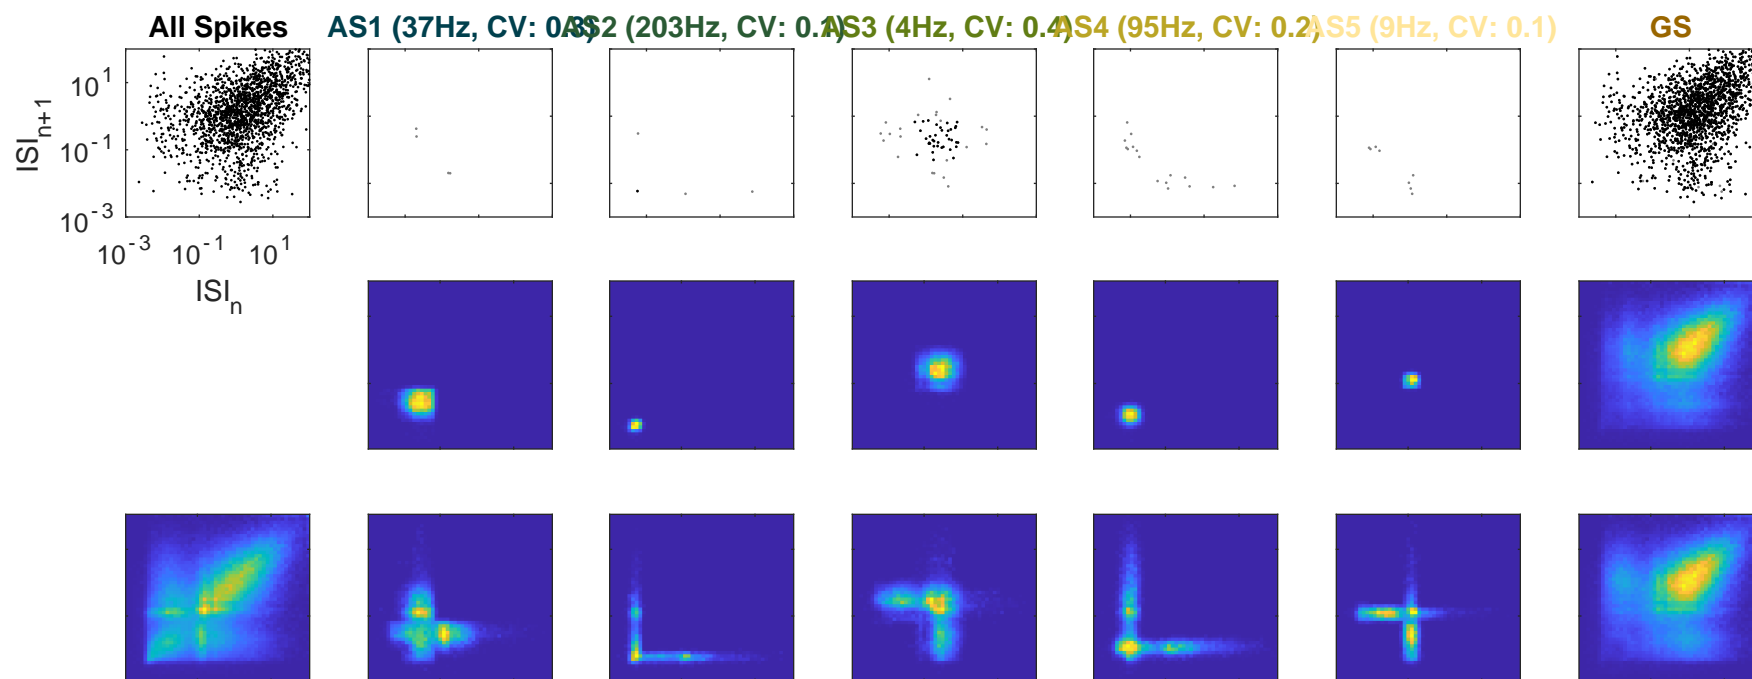 All Spikes
AS1 (37Hz, CV: 0.3)
AS2 (203Hz, CV: 0.1)
AS3 (4Hz, CV: 0.4)
AS4 (95Hz, CV: 0.2)
AS5 (9Hz, CV: 0.1)
GS
ISI_{n+1}
10^1
10^{-1}
10^{-3}
10^{-3} 10^{-1} 10^1
ISI_n